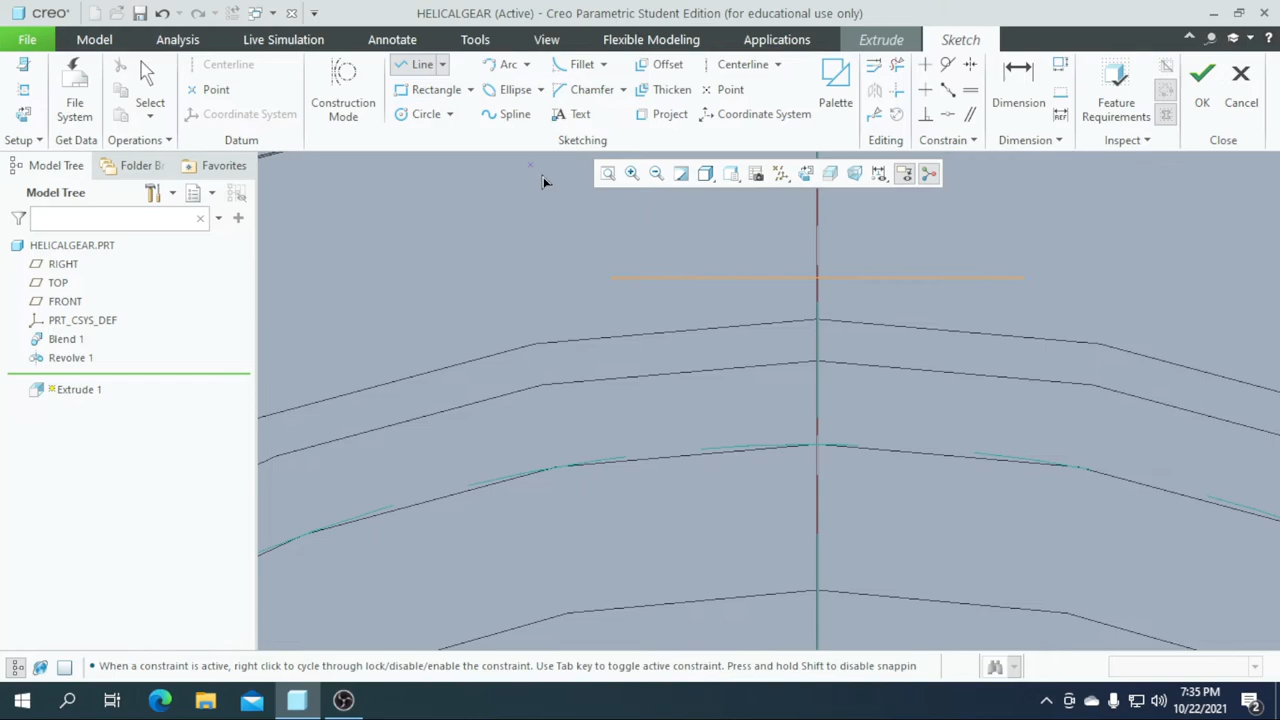 creo HELICALGEAR (Active) - Creo Parametric Student Edition (for educational use only)
File Model Analysis Live Simulation Annotate Tools View Flexible Modeling Applications Extrude Sketch
Setup
File System
Get Data
Select
Operations
Centerline
Point
Coordinate System
Datum
Construction Mode
Line Arc Fillet Offset Centerline
Rectangle Ellipse Chamfer Thicken Point
Circle Spline Text Project Coordinate System
Sketching
Palette
Editing
Constrain
Dimension
Dimension
Feature Requirements
Inspect
OK
Cancel
Close
Model Tree Folder Br Favorites
Model Tree
HELICALGEAR.PRT
RIGHT
TOP
FRONT
PRT_CSYS_DEF
Blend 1
Revolve 1
Extrude 1
• When a constraint is active, right click to cycle through lock/disable/enable the constraint. Use Tab key to toggle active constraint. Press and hold Shift to disable snappin
7:35 PM
10/22/2021
2